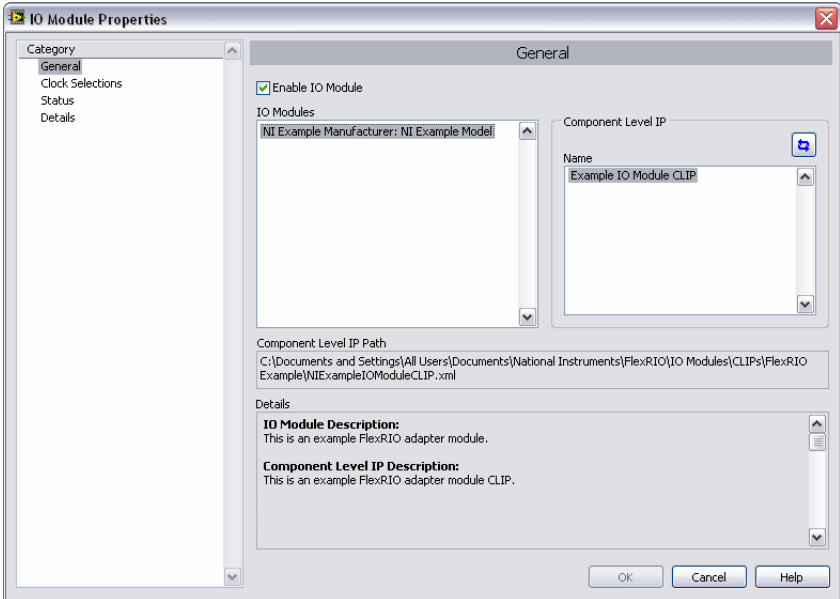 IO Module Properties
Category
General
Clock Selections
Status
Details
General
Enable IO Module
IO Modules
NI Example Manufacturer: NI Example Model
Component Level IP
Name
Example IO Module CLIP
Component Level IP Path
C:\Documents and Settings\All Users\Documents\National Instruments\FlexRIO\IO Modules\CLIPs\FlexRIO
Example\NIExampleIOModuleCLIP.xml
Details
IO Module Description:
This is an example FlexRIO adapter module.
Component Level IP Description:
This is an example FlexRIO adapter module CLIP.
OK
Cancel
Help